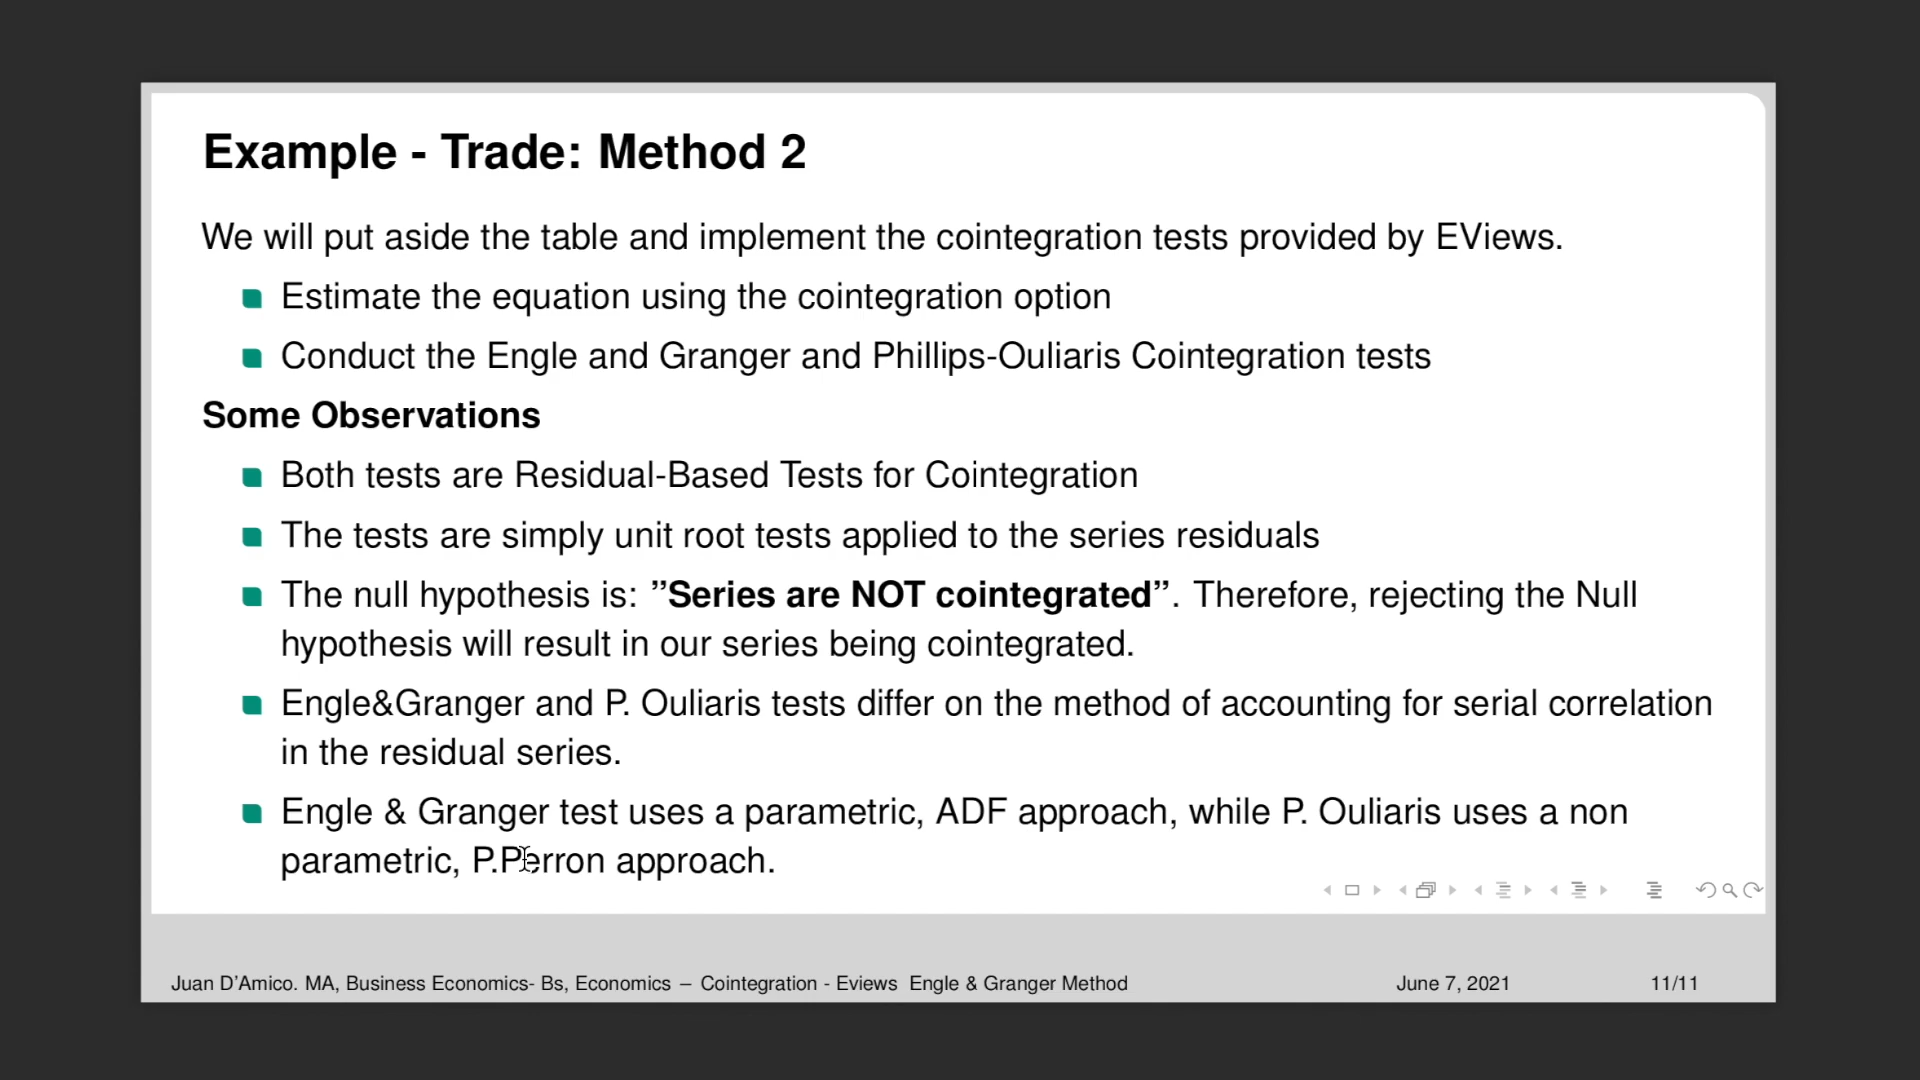 Example - Trade: Method 2
We will put aside the table and implement the cointegration tests provided by EViews.
Estimate the equation using the cointegration option
Conduct the Engle and Granger and Phillips-Ouliaris Cointegration tests
Some Observations
Both tests are Residual-Based Tests for Cointegration
The tests are simply unit root tests applied to the series residuals
The null hypothesis is: ”Series are NOT cointegrated”. Therefore, rejecting the Null
hypothesis will result in our series being cointegrated.
Engle&Granger and P. Ouliaris tests differ on the method of accounting for serial correlation
in the residual series.
Engle & Granger test uses a parametric, ADF approach, while P. Ouliaris uses a non
parametric, P.Perron approach.
Juan D'Amico. MA, Business Economics- Bs, Economics – Cointegration - Eviews Engle & Granger Method June 7, 2021 11/11